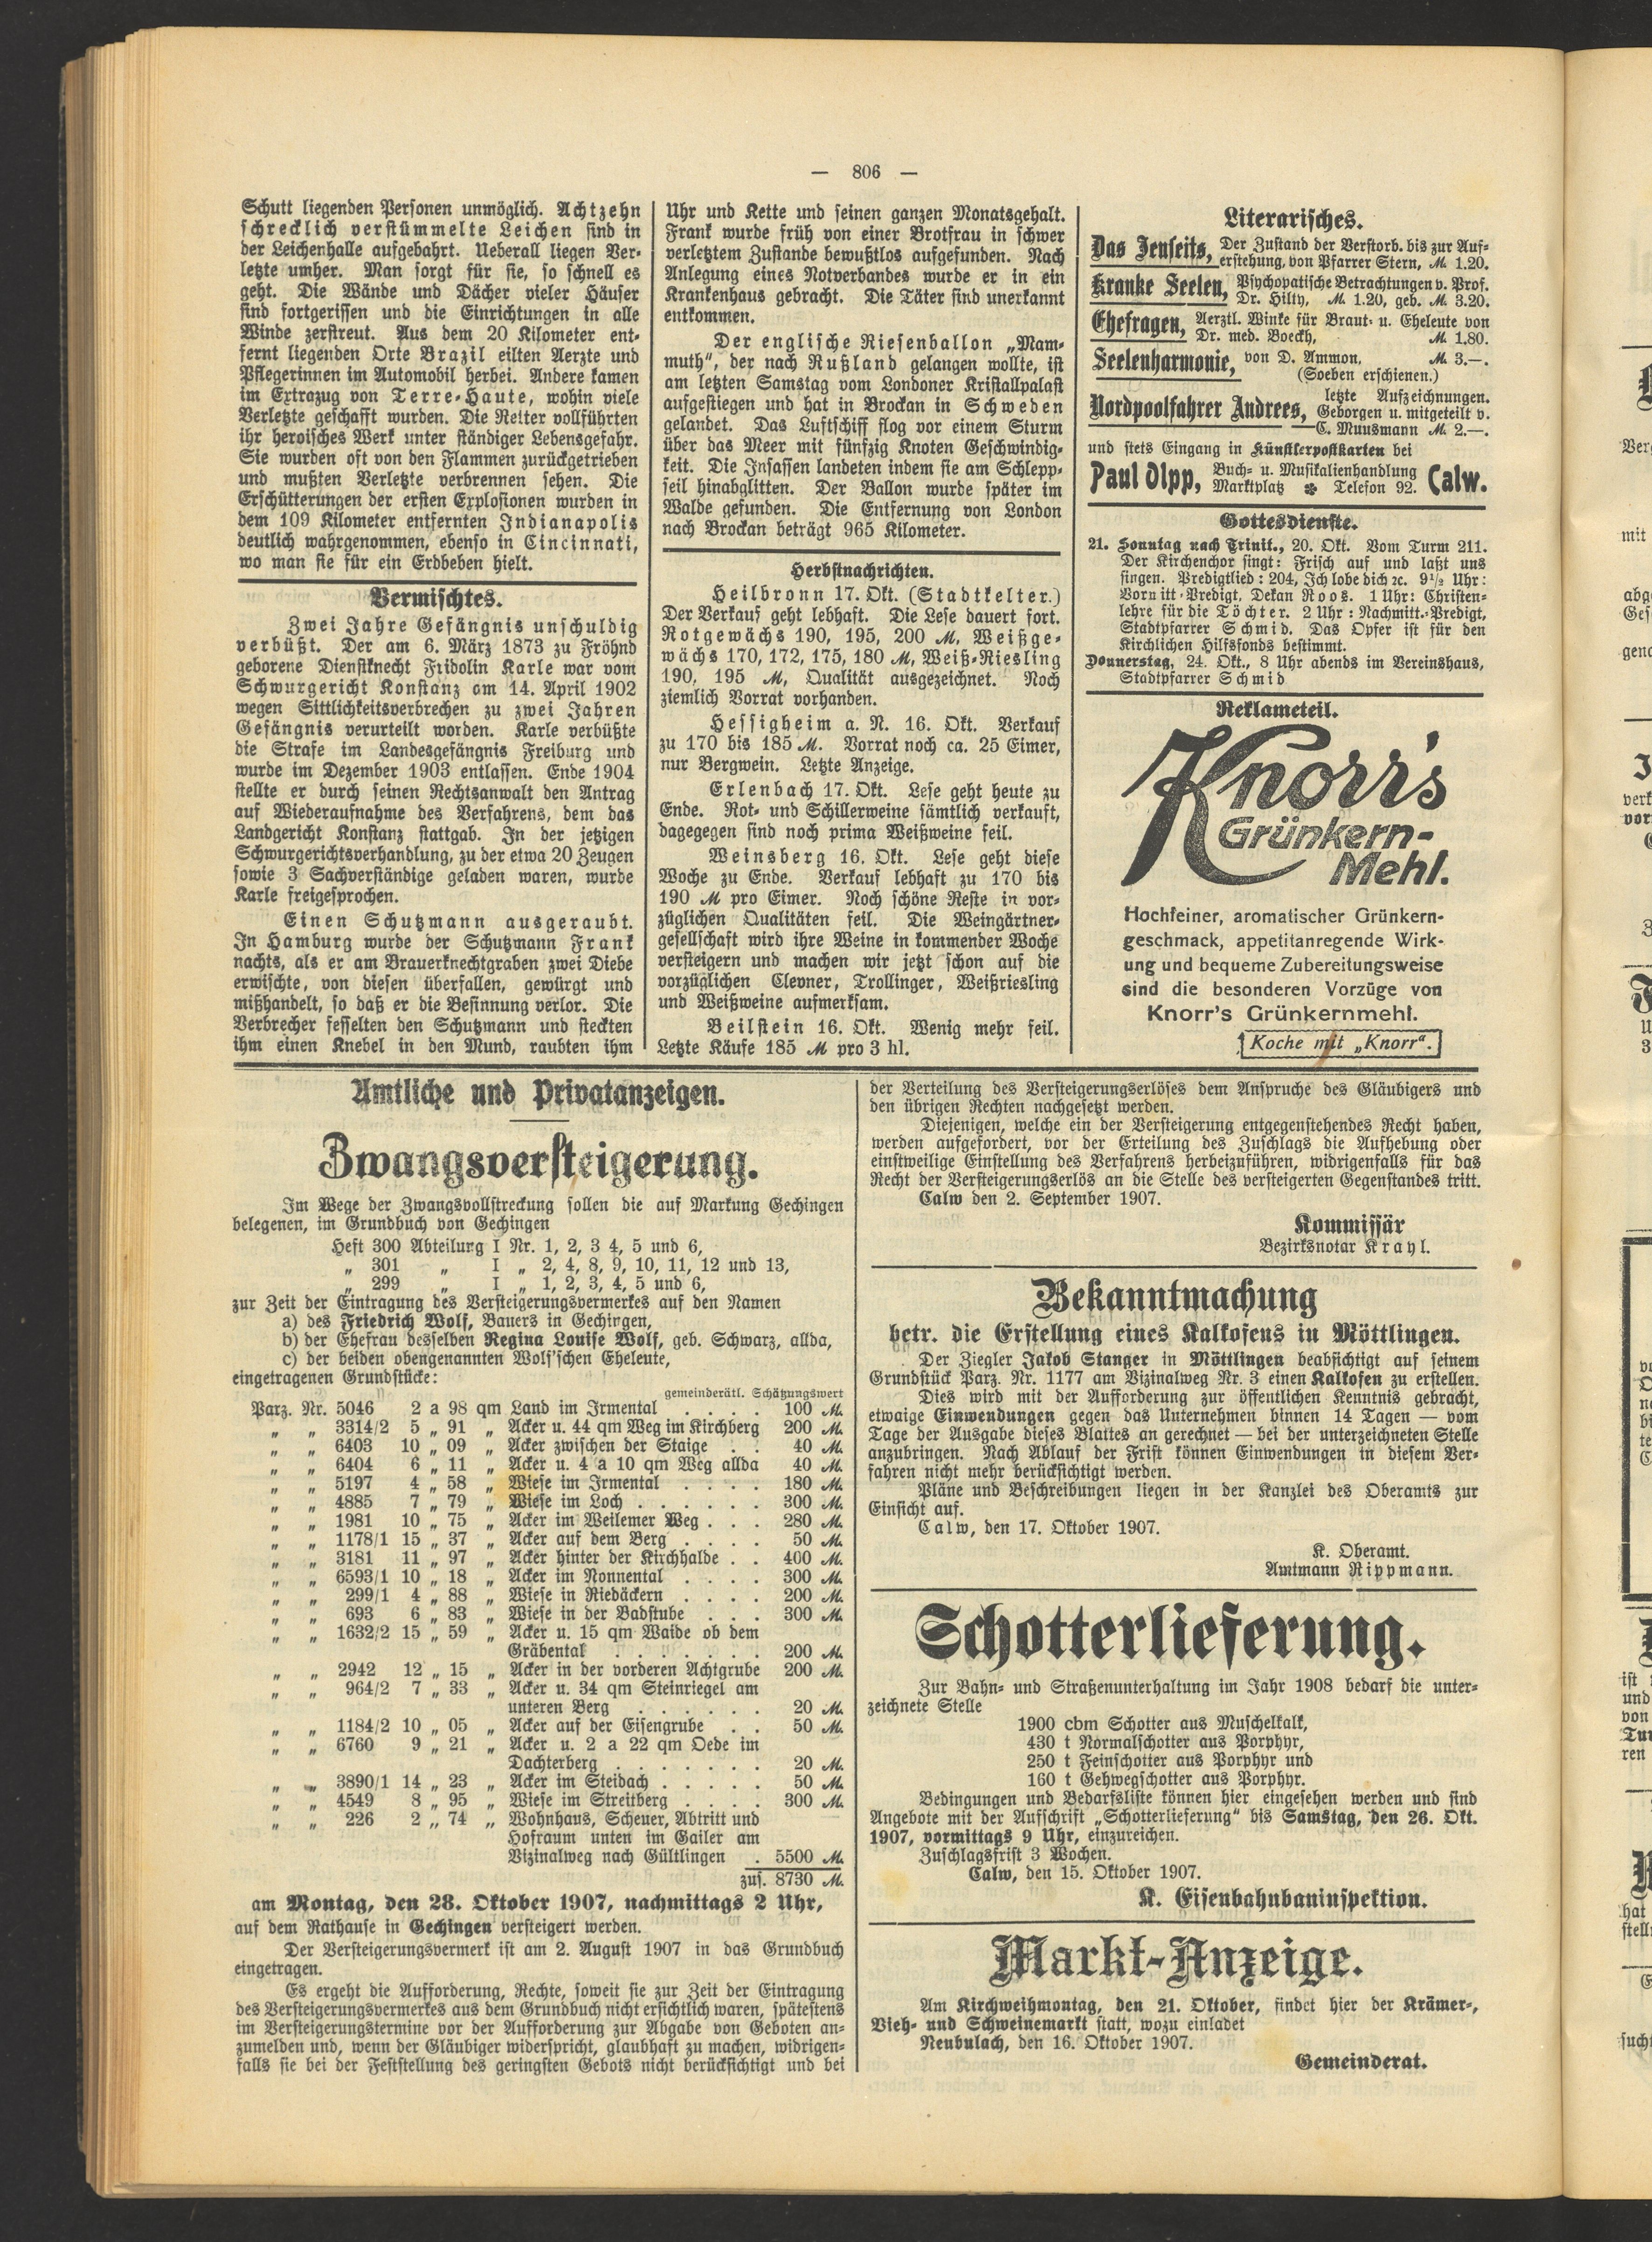 — 806 —
Schutt liegenden Personen unmöglich. Achtzehn
schrecklich verstümmelte Leichen sind in
der Leichenhalle aufgebahrt. Ueberall liegen Ver-
letzte umher. Man sorgt für sie, so schnell es
geht. Die Wände und Dächer vieler Häuser
sind fortgerissen und die Einrichtungen in alle
Winde zerstreut. Aus dem 20 Kilometer ent-
fernt liegenden Orte Brazil eilten Aerzte und
Pflegerinnen im Automobil herbei. Andere kamen
im Extrazug von Terre-Haute, wohin viele
Verletzte geschafft wurden. Die Retter vollführten
ihr heroisches Werk unter ständiger Lebensgefahr.
Sie wurden oft von den Flammen zurückgetrieben
und mußten Verletzte verbrennen sehen. Die
Erschütterungen der ersten Explosionen wurden in
dem 109 Kilometer entfernten Indianapolis
deutlich wahrgenommen, ebenso in Cincinnati,
wo man sie für ein Erdbeben hielt.
Vermischtes.
Zwei Jahre Gefängnis unschuldig
verbüßt. Der am 6. März 1873 zu Fröhnd
geborene Dienstknecht Fridolin Karle war vom
Schwurgericht Konstanz am 14. April 1902
wegen Sittlichkeitsverbrechen zu zwei Jahren
Gefängnis verurteilt worden. Karle verbüßte
die Strafe im Landesgefängnis Freiburg und
wurde im Dezember 1903 entlassen. Ende 1904
stellte er durch seinen Rechtsanwalt den Antrag
auf Wiederaufnahme des Verfahrens, dem das
Landgericht Konstanz stattgab. In der jetzigen
Schwurgerichtsverhandlung, zu der etwa 20 Zeugen
sowie 3 Sachverständige geladen waren, wurde
Karle freigesprochen.
Einen Schutzmann ausgeraubt.
In Hamburg wurde der Schutzmann Frank
nachts, als er am Brauerknechtgraben zwei Diebe
erwischte, von diesen überfallen, gewürgt und
mißhandelt, so daß er die Besinnung verlor. Die
Verbrecher fesselten den Schutzmann und steckten
ihm einen Knebel in den Mund, raubten ihm
Uhr und Kette und seinen ganzen Monatsgehalt.
Frank wurde früh von einer Brotfrau in schwer
verletztem Zustande bewußtlos aufgefunden. Nach
Anlegung eines Notverbandes wurde er in ein
Krankenhaus gebracht. Die Täter sind unerkannt
entkommen.
Der englische Riesenballon „Mam-
muth“, der nach Rußland gelangen wollte, ist
am letzten Samstag vom Londoner Kristallpalast
aufgestiegen und hat in Brockan in Schweden
gelandet. Das Luftschiff flog vor einem Sturm
über das Meer mit fünfzig Knoten Geschwindig-
keit. Die Insassen landeten indem sie am Schlepp-
seil hinabglitten. Der Ballon wurde später im
Walde gefunden. Die Entfernung von London
nach Brockan beträgt 965 Kilometer.
Herbstnachrichten.
Heilbronn 17. Okt. (Stadtkelter.)
Der Verkauf geht lebhaft. Die Lese dauert fort.
Rotgewächs 190, 195, 200 M, Weißge-
wächs 170, 172, 175, 180 M, Weiß-Riesling
190, 195 M, Qualität ausgezeichnet. Noch
ziemlich Vorrat vorhanden.
Hessigheim a. N. 16. Okt. Verkauf
zu 170 bis 185 M. Vorrat noch ca. 25 Eimer,
nur Bergwein. Letzte Anzeige.
Erlenbach 17. Okt. Lese geht heute zu
Ende. Rot- und Schillerweine sämtlich verkauft,
dagegegen sind noch prima Weißweine feil.
Weinsberg 16. Okt. Lese geht diese
Woche zu Ende. Verkauf lebhaft zu 170 bis
190 M pro Eimer. Noch schöne Reste in vor-
züglichen Qualitäten feil. Die Weingärtner-
gesellschaft wird ihre Weine in kommender Woche
versteigern und machen wir jetzt schon auf die
vorzüglichen Clevner, Trollinger, Weißriesling
und Weißweine aufmerksam.
Beilstein 16. Okt. Wenig mehr feil.
Letzte Käufe 185 M pro 3 hl.
Literarisches.
Das Jenseits, Der Zustand der Verstorb. bis zur Auf-
erstehung, von Pfarrer Stern, M. 1.20.
Kranke Seelen, Psychopatische Betrachtungen v. Prof.
Dr. Hilty, M. 1.20, geb. M. 3.20.
Ehefragen, Aerztl. Winke für Braut- u. Eheleute von
Dr. med. Boeckh, M. 1.80.
Seelenharmonie, von D. Ammon, M. 3.—.
(Soeben erschienen.)
Nordpoolfahrer Andrees, letzte Aufzeichnungen.
Geborgen u. mitgeteilt v.
C. Muusmann M. 2.—.
und stets Eingang in Künstlerpostkarten bei
Paul Olpp, Buch- u. Musikalienhandlung
Marktplatz ✽ Telefon 92. Calw.
Gottesdienste.
21. Sonntag nach Trinit., 20. Okt. Vom Turm 211.
Der Kirchenchor singt: Frisch auf und laßt uns
singen. Predigtlied: 204, Ich lobe dich ꝛc. 9½ Uhr:
Vormitt.-Predigt, Dekan Roos. 1 Uhr: Christen-
lehre für die Töchter. 2 Uhr: Nachmitt.-Predigt,
Stadtpfarrer Schmid. Das Opfer ist für den
Kirchlichen Hilfsfonds bestimmt.
Donnerstag, 24. Okt., 8 Uhr abends im Vereinshaus,
Stadtpfarrer Schmid
Reklameteil.
Knorr's
Grünkern-
Mehl.
Hochfeiner, aromatischer Grünkern-
geschmack, appetitanregende Wirk-
ung und bequeme Zubereitungsweise
sind die besonderen Vorzüge von
Knorr's Grünkernmehl.
Koche mit „Knorr“.
Amtliche und Privatanzeigen.
Zwangsversteigerung.
Im Wege der Zwangsvollstreckung sollen die auf Markung Gechingen
belegenen, im Grundbuch von Gechingen
Heft 300 Abteilung I Nr. 1, 2, 3 4, 5 und 6,
„ 301 „ I „ 2, 4, 8, 9, 10, 11, 12 und 13,
„ 299 „ I „ 1, 2, 3, 4, 5 und 6,
zur Zeit der Eintragung des Versteigerungsvermerkes auf den Namen
a) des Friedrich Wolf, Bauers in Gechingen,
b) der Ehefrau desselben Regina Louise Wolf, geb. Schwarz, allda,
c) der beiden obengenannten Wolf'schen Eheleute,
eingetragenen Grundstücke:
gemeinderätl. Schätzungswert
Parz. Nr. 5046 2 a 98 qm Land im Irmental . . . . 100 M.
„ „ 3314/2 5 „ 91 „ Acker u. 44 qm Weg im Kirchberg 200 M.
„ „ 6403 10 „ 09 „ Acker zwischen der Staige . . 40 M.
„ „ 6404 6 „ 11 „ Acker u. 4 a 10 qm Weg allda 40 M.
„ „ 5197 4 „ 58 „ Wiese im Irmental . . . . 180 M.
„ „ 4885 7 „ 79 „ Wiese im Loch . . . . . . 300 M.
„ „ 1981 10 „ 75 „ Acker im Weilemer Weg . . . 280 M.
„ „ 1178/1 15 „ 37 „ Acker auf dem Berg . . . . 50 M.
„ „ 3181 11 „ 97 „ Acker hinter der Kirchhalde . . 400 M.
„ „ 6593/1 10 „ 18 „ Acker im Nonnental . . . . 300 M.
„ „ 299/1 4 „ 88 „ Wiese in Riedäckern . . . . 200 M.
„ „ 693 6 „ 83 „ Wiese in der Badstube . . . 300 M.
„ „ 1632/2 15 „ 59 „ Acker u. 15 qm Waide ob dem
Gräbental . . . . . . . 200 M.
„ „ 2942 12 „ 15 „ Acker in der vorderen Achtgrube 200 M.
„ „ 964/2 7 „ 33 „ Acker u. 34 qm Steinriegel am
unteren Berg . . . . . . 20 M.
„ „ 1184/2 10 „ 05 „ Acker auf der Eisengrube . . 50 M.
„ „ 6760 9 „ 21 „ Acker u. 2 a 22 qm Oede im
Dachterberg . . . . . . . 20 M.
„ „ 3890/1 14 „ 23 „ Acker im Steidach . . . . . 50 M.
„ „ 4549 8 „ 95 „ Wiese im Streitberg . . . . 300 M.
„ „ 226 2 „ 74 „ Wohnhaus, Scheuer, Abtritt und
Hofraum unten im Gailer am
Vizinalweg nach Gültlingen . 5500 M.
zus. 8730 M.
am Montag, den 28. Oktober 1907, nachmittags 2 Uhr,
auf dem Rathause in Gechingen versteigert werden.
Der Versteigerungsvermerk ist am 2. August 1907 in das Grundbuch
eingetragen.
Es ergeht die Aufforderung, Rechte, soweit sie zur Zeit der Eintragung
des Versteigerungsvermerkes aus dem Grundbuch nicht ersichtlich waren, spätestens
im Versteigerungstermine vor der Aufforderung zur Abgabe von Geboten an-
zumelden und, wenn der Gläubiger widerspricht, glaubhaft zu machen, widrigen-
falls sie bei der Feststellung des geringsten Gebots nicht berücksichtigt und bei
der Verteilung des Versteigerungserlöses dem Anspruche des Gläubigers und
den übrigen Rechten nachgesetzt werden.
Diejenigen, welche ein der Versteigerung entgegenstehendes Recht haben,
werden aufgefordert, vor der Erteilung des Zuschlags die Aufhebung oder
einstweilige Einstellung des Verfahrens herbeizuführen, widrigenfalls für das
Recht der Versteigerungserlös an die Stelle des versteigerten Gegenstandes tritt.
Calw den 2. September 1907.
Kommissär
Bezirksnotar Krayl.
Bekanntmachung
betr. die Erstellung eines Kalkofens in Möttlingen.
Der Ziegler Jakob Stanger in Möttlingen beabsichtigt auf seinem
Grundstück Parz. Nr. 1177 am Vizinalweg Nr. 3 einen Kalkofen zu erstellen.
Dies wird mit der Aufforderung zur öffentlichen Kenntnis gebracht,
etwaige Einwendungen gegen das Unternehmen binnen 14 Tagen — vom
Tage der Ausgabe dieses Blattes an gerechnet — bei der unterzeichneten Stelle
anzubringen. Nach Ablauf der Frist können Einwendungen in diesem Ver-
fahren nicht mehr berücksichtigt werden.
Pläne und Beschreibungen liegen in der Kanzlei des Oberamts zur
Einsicht auf.
Calw, den 17. Oktober 1907.
K. Oberamt.
Amtmann Rippmann.
Schotterlieferung.
Zur Bahn- und Straßenunterhaltung im Jahr 1908 bedarf die unter-
zeichnete Stelle
1900 cbm Schotter aus Muschelkalk,
430 t Normalschotter aus Porphyr,
250 t Feinschotter aus Porphyr und
160 t Gehwegschotter aus Porphyr.
Bedingungen und Bedarfsliste können hier eingesehen werden und sind
Angebote mit der Aufschrift „Schotterlieferung“ bis Samstag, den 26. Okt.
1907, vormittags 9 Uhr, einzureichen.
Zuschlagsfrist 3 Wochen.
Calw, den 15. Oktober 1907.
K. Eisenbahnbauinspektion.
Markt-Anzeige.
Am Kirchweihmontag, den 21. Oktober, findet hier der Krämer-,
Vieh- und Schweinemarkt statt, wozu einladet
Neubulach, den 16. Oktober 1907.
Gemeinderat.